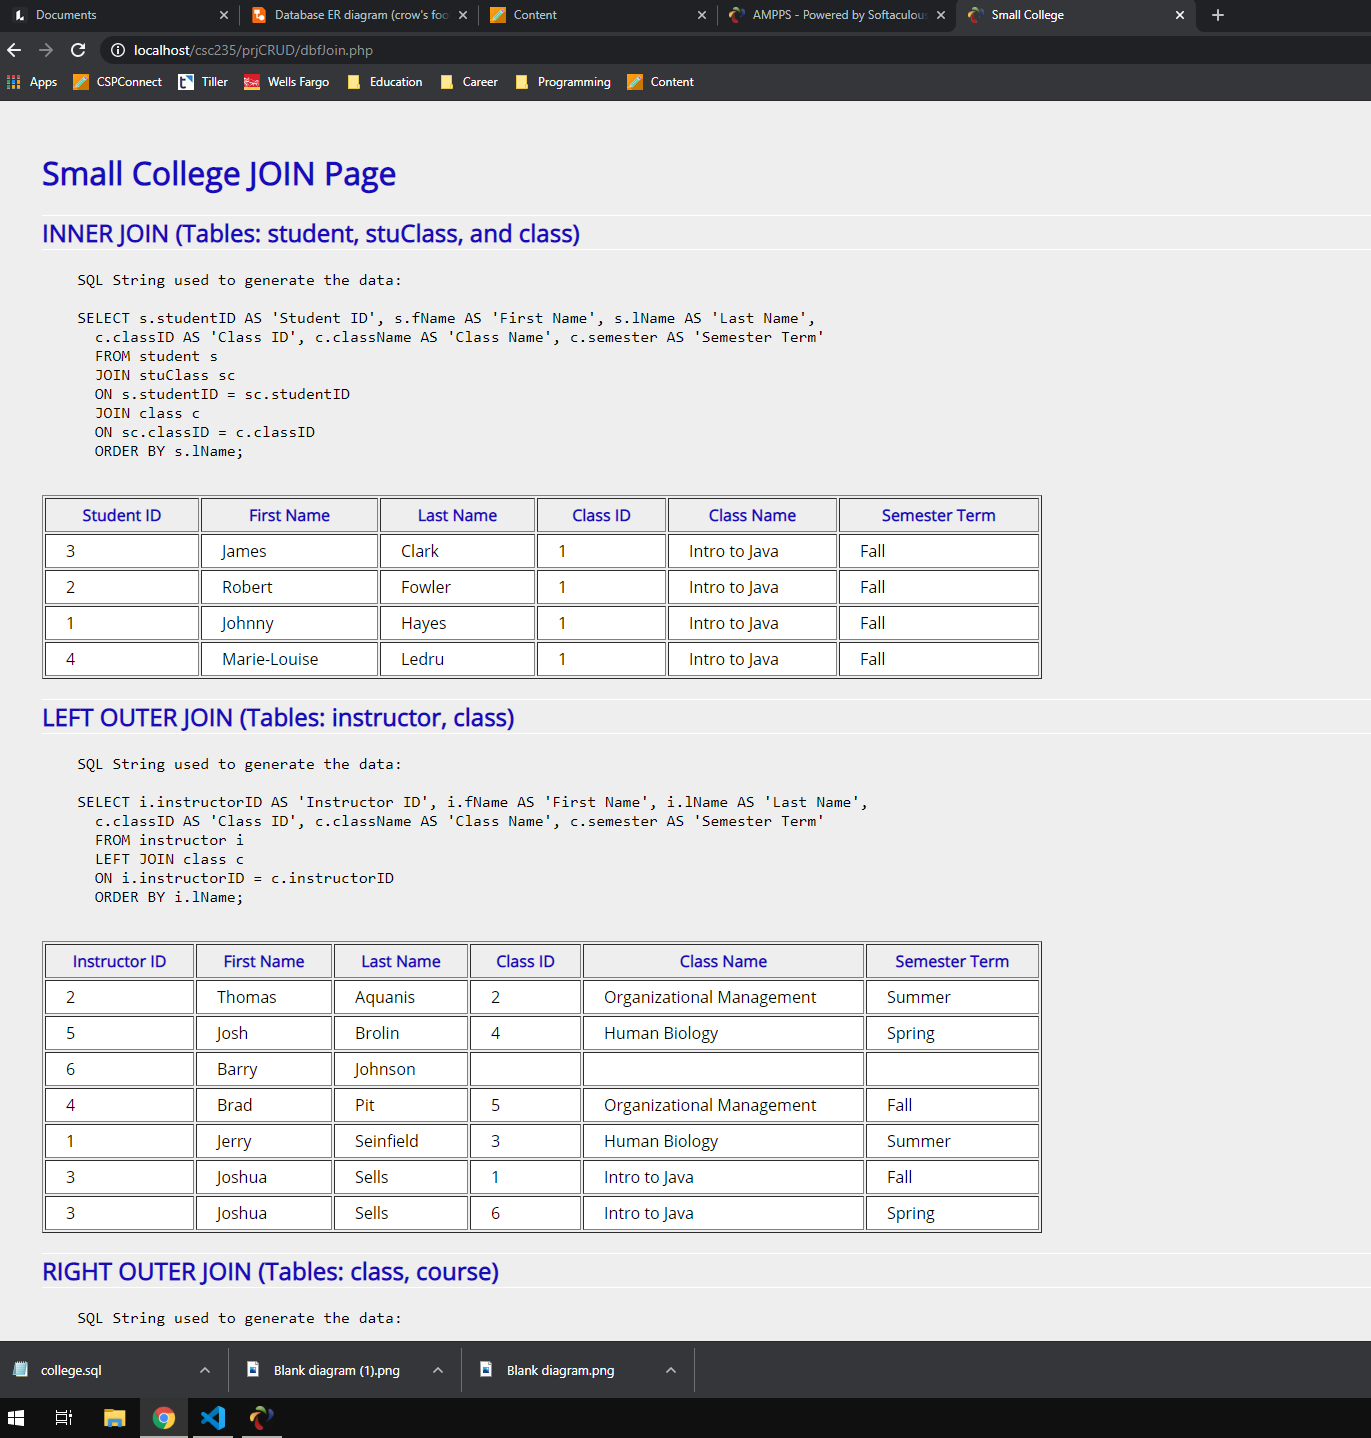 Documents
Database ER diagram (crow's foo
Content
AMPPS - Powered by Softaculous
Small College
localhost/csc235/prjCRUD/dbfJoin.php
Apps
CSPConnect
Tiller
Wells Fargo
Education
Career
Programming
Content
Small College JOIN Page
INNER JOIN (Tables: student, stuClass, and class)
SQL String used to generate the data:
SELECT s.studentID AS 'Student ID', s.fName AS 'First Name', s.lName AS 'Last Name',
c.classID AS 'Class ID', c.className AS 'Class Name', c.semester AS 'Semester Term'
FROM student s
JOIN stuClass sc
ON s.studentID = sc.studentID
JOIN class c
ON sc.classID = c.classID
ORDER BY s.lName;
Student ID First Name Last Name Class ID Class Name Semester Term
3 James Clark 1 Intro to Java Fall
2 Robert Fowler 1 Intro to Java Fall
1 Johnny Hayes 1 Intro to Java Fall
4 Marie-Louise Ledru 1 Intro to Java Fall
LEFT OUTER JOIN (Tables: instructor, class)
SQL String used to generate the data:
SELECT i.instructorID AS 'Instructor ID', i.fName AS 'First Name', i.lName AS 'Last Name',
c.classID AS 'Class ID', c.className AS 'Class Name', c.semester AS 'Semester Term'
FROM instructor i
LEFT JOIN class c
ON i.instructorID = c.instructorID
ORDER BY i.lName;
Instructor ID First Name Last Name Class ID Class Name Semester Term
2 Thomas Aquanis 2 Organizational Management Summer
5 Josh Brolin 4 Human Biology Spring
6 Barry Johnson
4 Brad Pit 5 Organizational Management Fall
1 Jerry Seinfield 3 Human Biology Summer
3 Joshua Sells 1 Intro to Java Fall
3 Joshua Sells 6 Intro to Java Spring
RIGHT OUTER JOIN (Tables: class, course)
SQL String used to generate the data:
college.sql
Blank diagram (1).png
Blank diagram.png